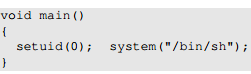 void main()
{
setuid(0); system("/bin/sh");
}